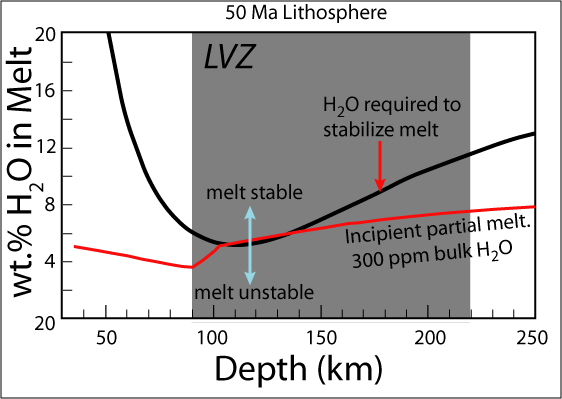 50 Ma Lithosphere
20
16
12
8
4
20
wt.% H₂O in Melt
LVZ
H₂O required to
stabilize melt
melt stable
Incipient partial melt.
300 ppm bulk H₂O
melt unstable
50
100
150
200
250
Depth (km)